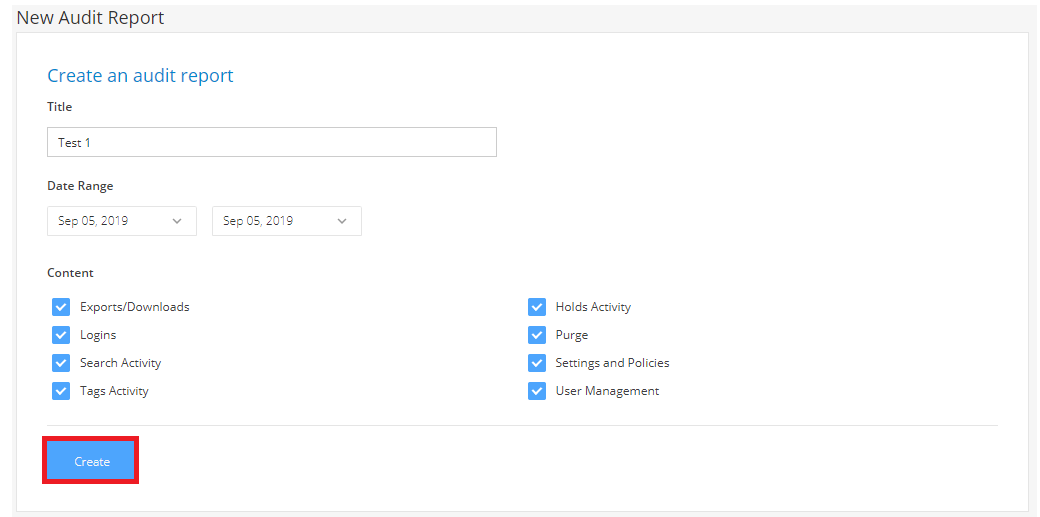 New Audit Report
Create an audit report
Title
Test 1
Date Range
Sep 05, 2019 Sep 05, 2019
Content
Exports/Downloads Holds Activity
Logins Purge
Search Activity Settings and Policies
Tags Activity User Management
Create